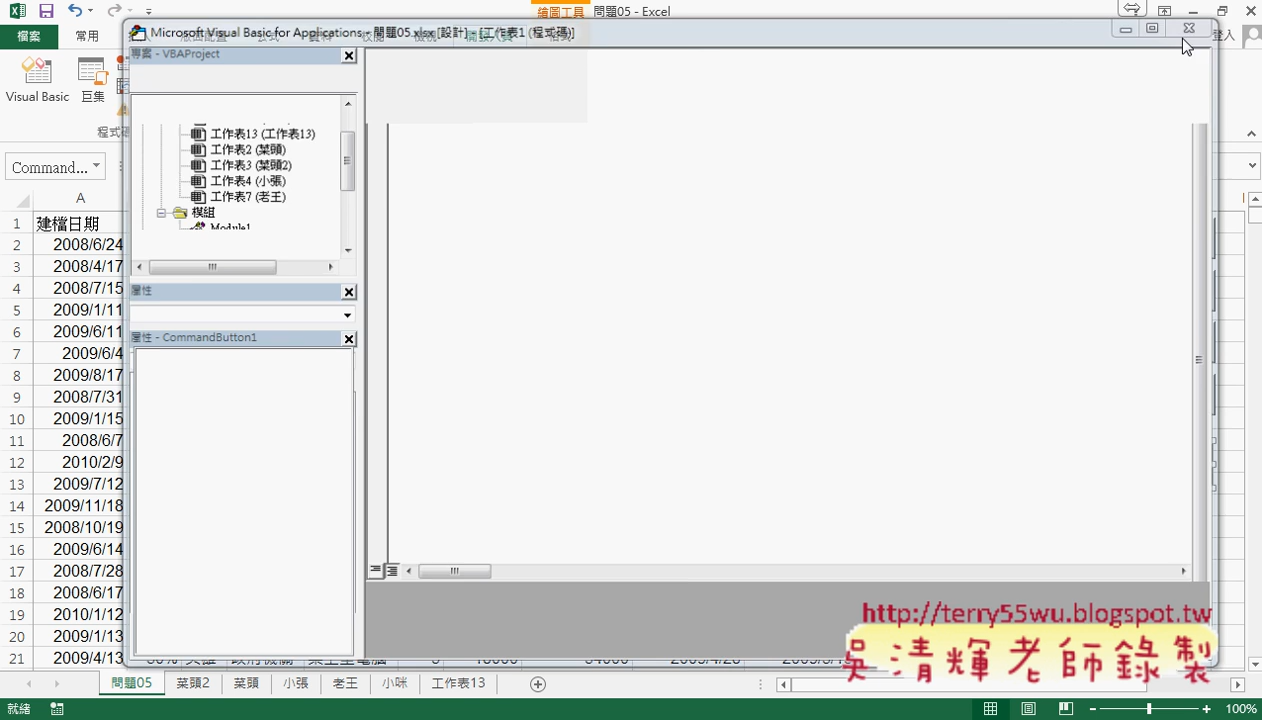 問題05 - Excel
繪圖工具
Microsoft Visual Basic for Applications - 問題05.xlsx [設計] - [工作表1 (程式碼)]
檔案
常用
登入
專案 - VBAProject
Visual Basic
巨集
工作表13 (工作表13)
工作表2 (菜頭)
工作表3 (菜頭2)
工作表4 (小張)
工作表7 (老王)
模組
Module1
Command...
屬性
屬性 - CommandButton1
A
1 建檔日期
2 2008/6/24
3 2008/4/17
4 2008/7/15
5 2009/1/11
6 2009/6/11
7 2009/6/4
8 2009/8/17
9 2008/7/31
10 2009/1/15
11 2008/6/7
12 2010/2/9
13 2009/7/12
14 2009/11/18
15 2008/10/19
16 2009/6/14
17 2008/7/28
18 2008/6/17
19 2010/1/12
20 2009/1/13
21 2009/4/13
http://terry55wu.blogspot.tw
吳清輝老師錄製
問題05 菜頭2 菜頭 小張 老王 小咪 工作表13
就緒
100%